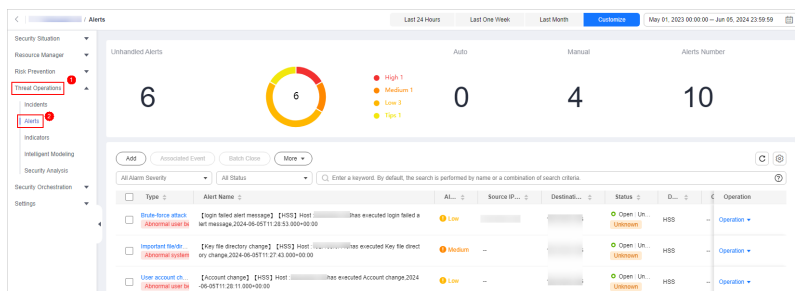 / Alerts
Last 24 Hours Last One Week Last Month Customize May 01, 2023 00:00:00 – Jun 05, 2024 23:59:59
Security Situation
Resource Manager
Risk Prevention
Threat Operations
1
Incidents
Alerts
2
Indicators
Intelligent Modeling
Security Analysis
Security Orchestration
Settings
Unhandled Alerts Auto Manual Alerts Number
6 6 0 4 10
High 1
Medium 1
Low 3
Tips 1
Add Associated Event Batch Close More
All Alarm Severity All Status Enter a keyword. By default, the search is performed by name or a combination of search criteria.
Type Alert Name Al... Source IP... Destinati... Status D... Operation
Brute-force attack 【login failed alert message】【HSS】Host has executed login failed a Low Open Un... HSS -- Operation
Abnormal user be lert message,2024-06-05T11:28:53.000+00:00 Unknown
Important file/dir... 【Key file directory change】【HSS】Host has executed Key file direct Medium -- Open Un... HSS -- Operation
Abnormal system ory change,2024-06-05T11:27:43.000+00:00 Unknown
User account ch... 【Account change】【HSS】Host has executed Account change,2024 Low Open Un... HSS -- Operation
Abnormal user be -06-05T11:26:11.000+00:00 Unknown